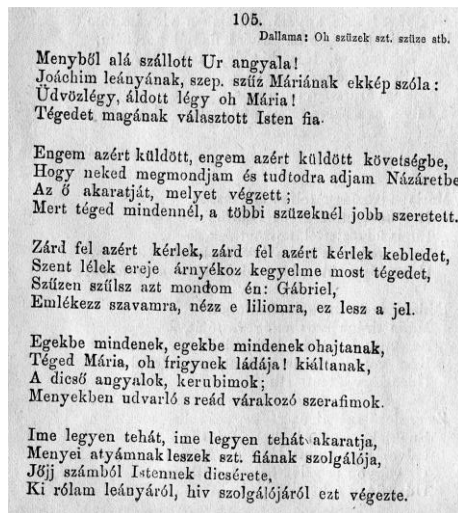 105.
Dallama: Oh szüzek szt. szüze stb.
Menyből alá szállott Ur angyala!
Joáchim leányának, szep. szűz Máriának ekkép szóla:
Üdvözlégy, áldott légy oh Mária!
Tégedet magának választott Isten fia.
Engem azért küldött, engem azért küldött követségbe,
Hogy neked megmondjam és tudtodra adjam Názáretbe
Az ő akaratját, melyet végzett;
Mert téged mindennél, a többi szüzeknél jobb szeretett.
Zárd fel azért kérlek, zárd fel azért kérlek kebledet,
Szent lélek ereje árnyékoz kegyelme most tégedet,
Szűzen szűlsz azt mondom én: Gábriel,
Emlékezz szavamra, nézz e liliomra, ez lesz a jel.
Egekbe mindenek, egekbe mindenek ohajtanak,
Téged Mária, oh frigynek ládája! kiáltanak,
A dicső angyalok, kerubimok;
Menyekben udvarló s reád várakozó szerafimok.
Ime legyen tehát, ime legyen tehát akaratja,
Menyei atyámnak leszek szt. fiának szolgálója,
Jőjj számból Istennek dicsérete,
Ki rólam leányáról, hiv szolgálójáról ezt végezte.